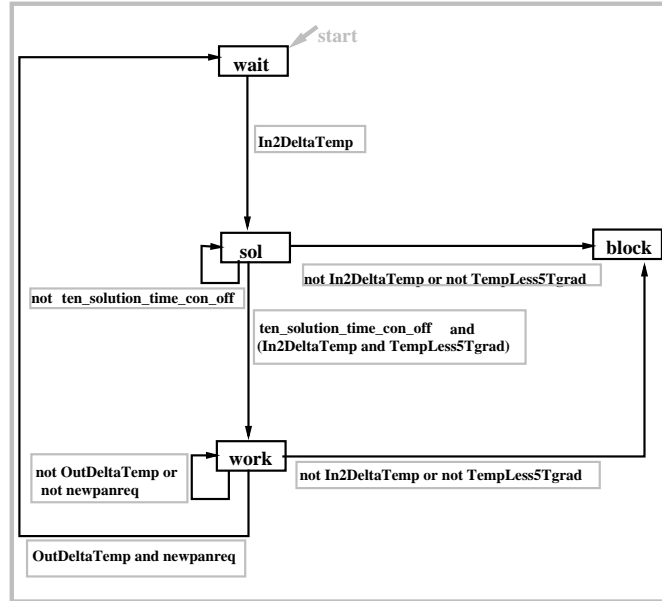 start
wait
In2DeltaTemp
sol
block
not In2DeltaTemp or not TempLess5Tgrad
not ten_solution_time_con_off
ten_solution_time_con_off and
(In2DeltaTemp and TempLess5Tgrad)
work
not OutDeltaTemp or
not newpanreq
not In2DeltaTemp or not TempLess5Tgrad
OutDeltaTemp and newpanreq